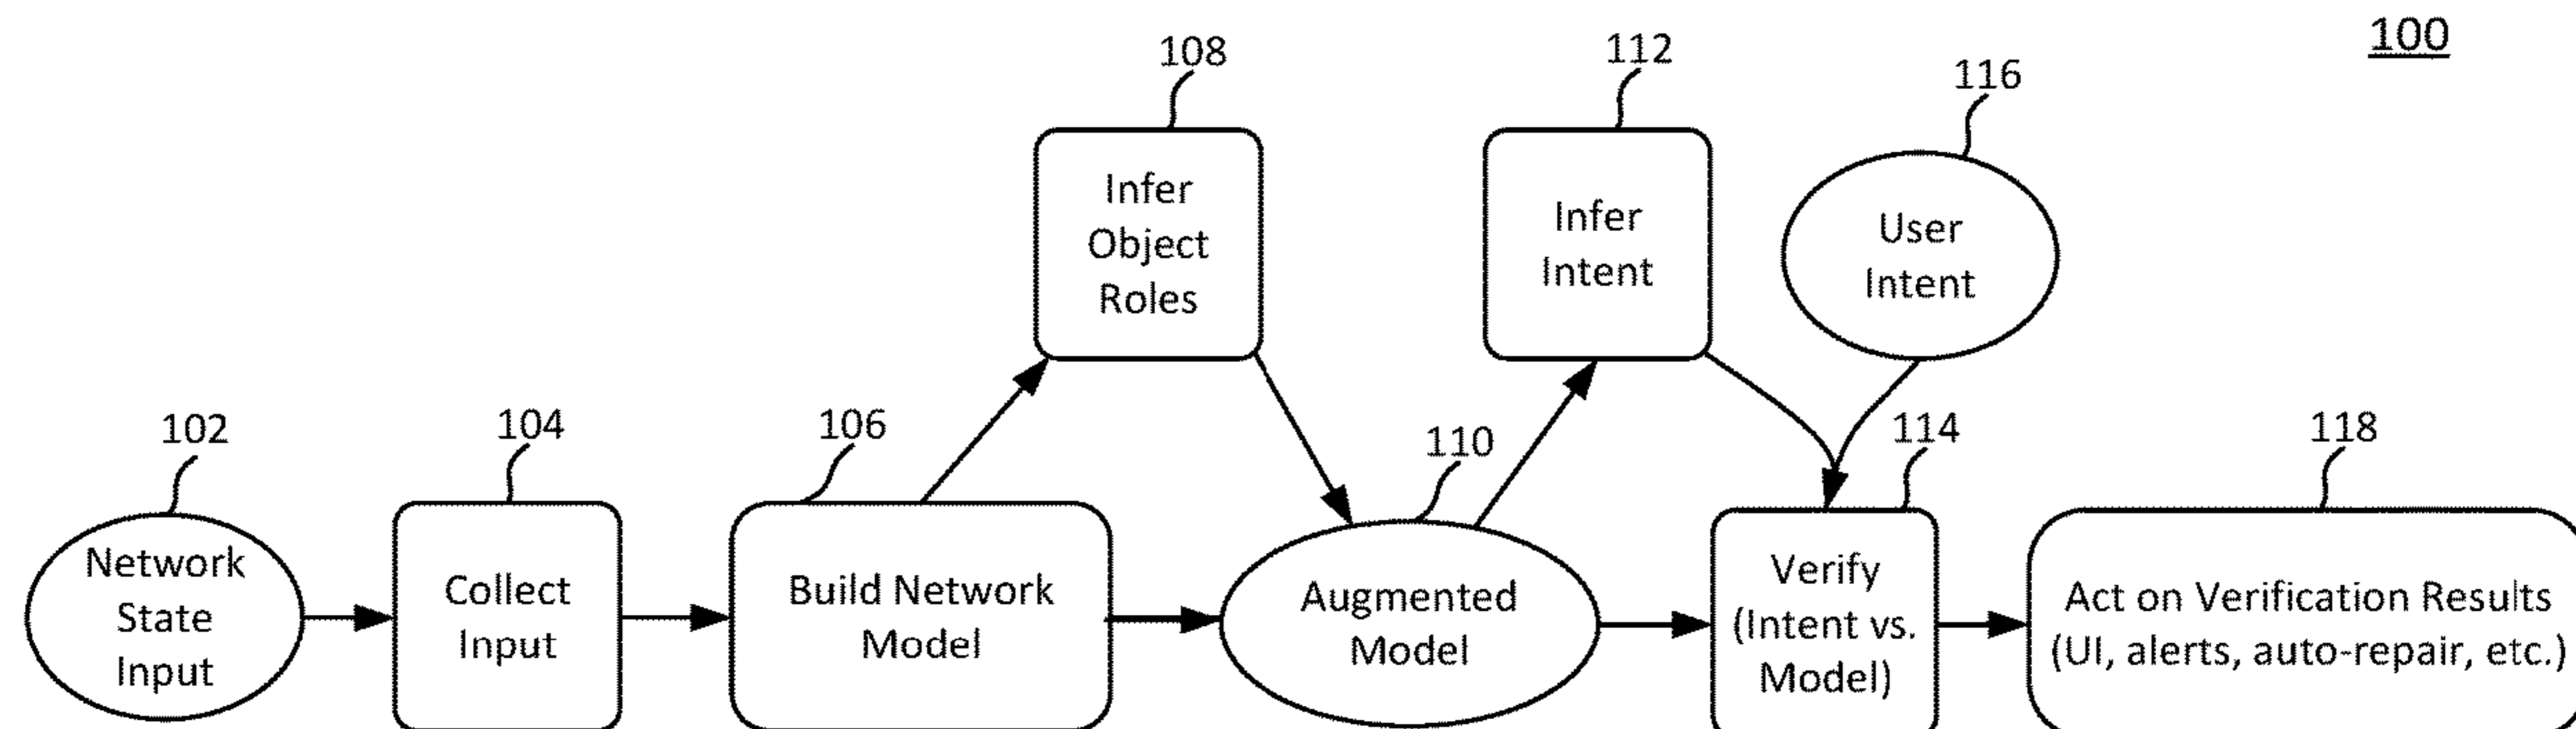 100
108
112
116
Infer
Object
Roles
Infer
Intent
User
Intent
102
104
106
110
114
118
Network
State
Input
Collect
Input
Build Network
Model
Augmented
Model
Verify
(Intent vs.
Model)
Act on Verification Results
(UI, alerts, auto-repair, etc.)